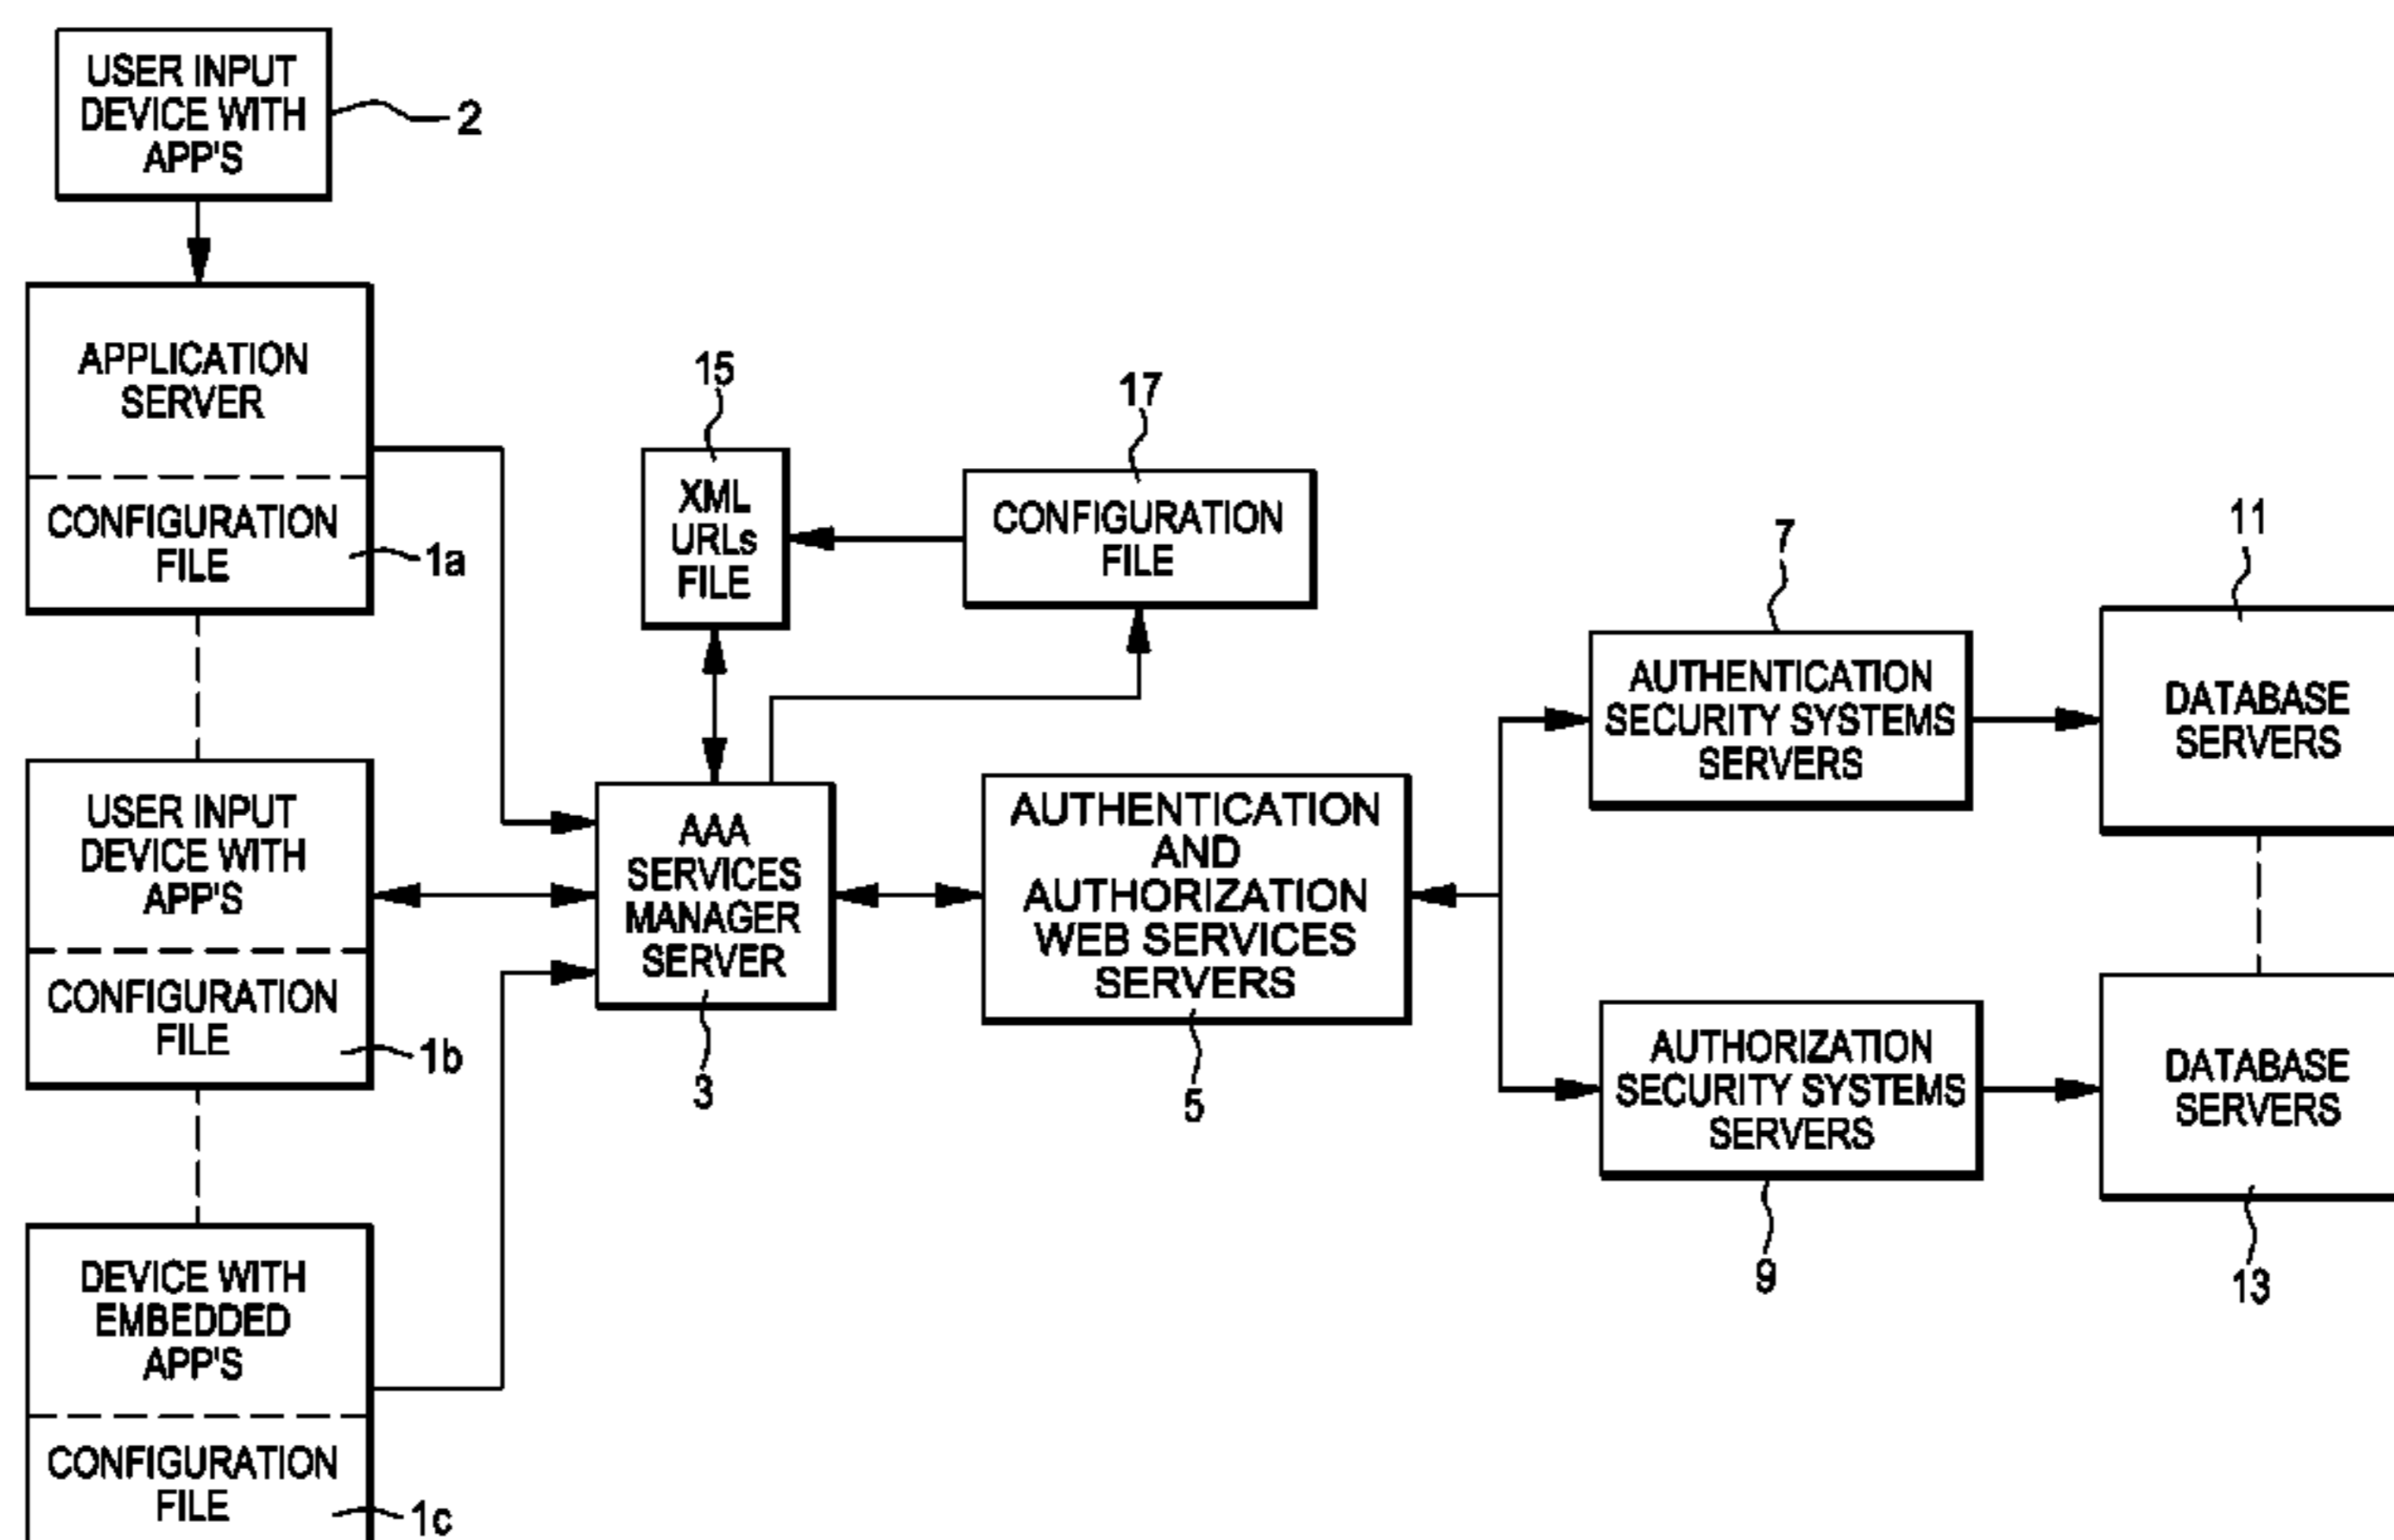 USER INPUT
DEVICE WITH
APP'S
2
APPLICATION
SERVER
CONFIGURATION
FILE
1a
15
XML
URLs
FILE
17
CONFIGURATION
FILE
USER INPUT
DEVICE WITH
APP'S
CONFIGURATION
FILE
1b
AAA
SERVICES
MANAGER
SERVER
3
AUTHENTICATION
AND
AUTHORIZATION
WEB SERVICES
SERVERS
5
7
AUTHENTICATION
SECURITY SYSTEMS
SERVERS
11
DATABASE
SERVERS
AUTHORIZATION
SECURITY SYSTEMS
SERVERS
9
DATABASE
SERVERS
13
DEVICE WITH
EMBEDDED
APP'S
CONFIGURATION
FILE
1c